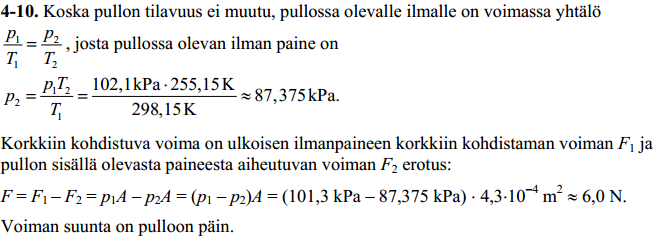 4-10. Koska pullon tilavuus ei muutu, pullossa olevalle ilmalle on voimassa yhtälö
p₁/T₁ = p₂/T₂, josta pullossa olevan ilman paine on
p₂ = p₁T₂/T₁ = 102,1 kPa · 255,15 K / 298,15 K ≈ 87,375 kPa.
Korkkiin kohdistuva voima on ulkoisen ilmanpaineen korkkiin kohdistaman voiman F₁ ja
pullon sisällä olevasta paineesta aiheutuvan voiman F₂ erotus:
F = F₁ – F₂ = p₁A – p₂A = (p₁ – p₂)A = (101,3 kPa – 87,375 kPa) · 4,3·10⁻⁴ m² ≈ 6,0 N.
Voiman suunta on pulloon päin.